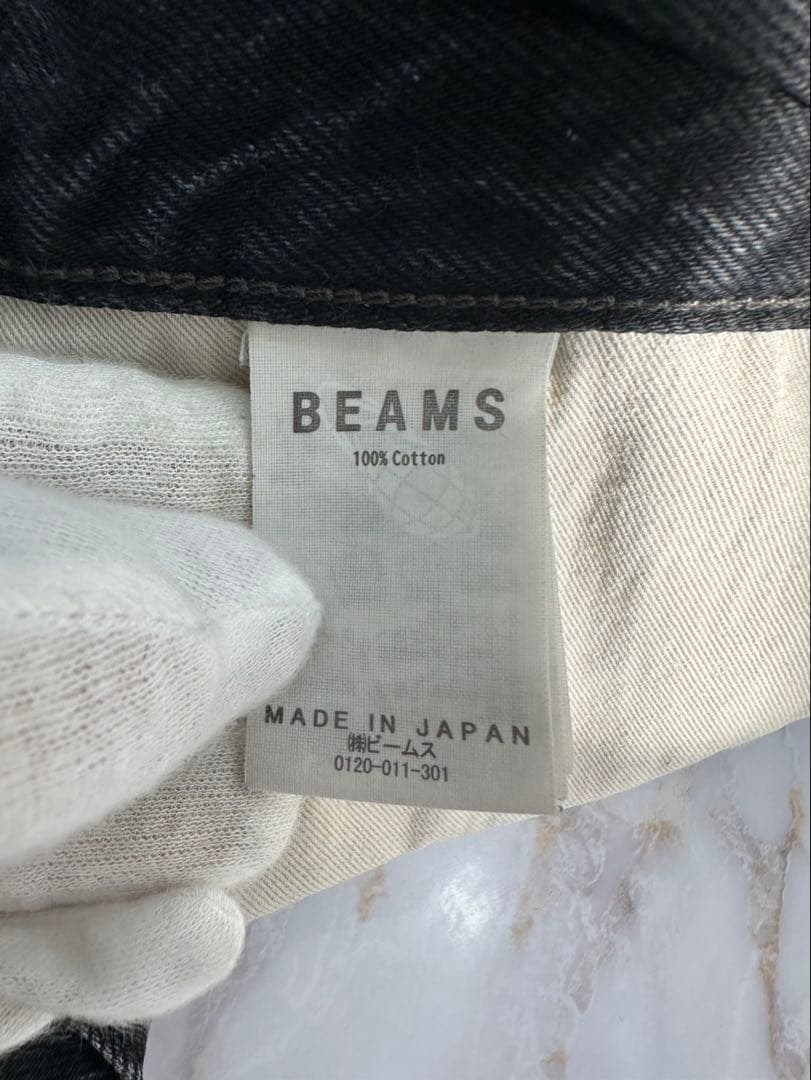 BEAMS
100% Cotton
MADE IN JAPAN
㈱ビームス
0120-011-301